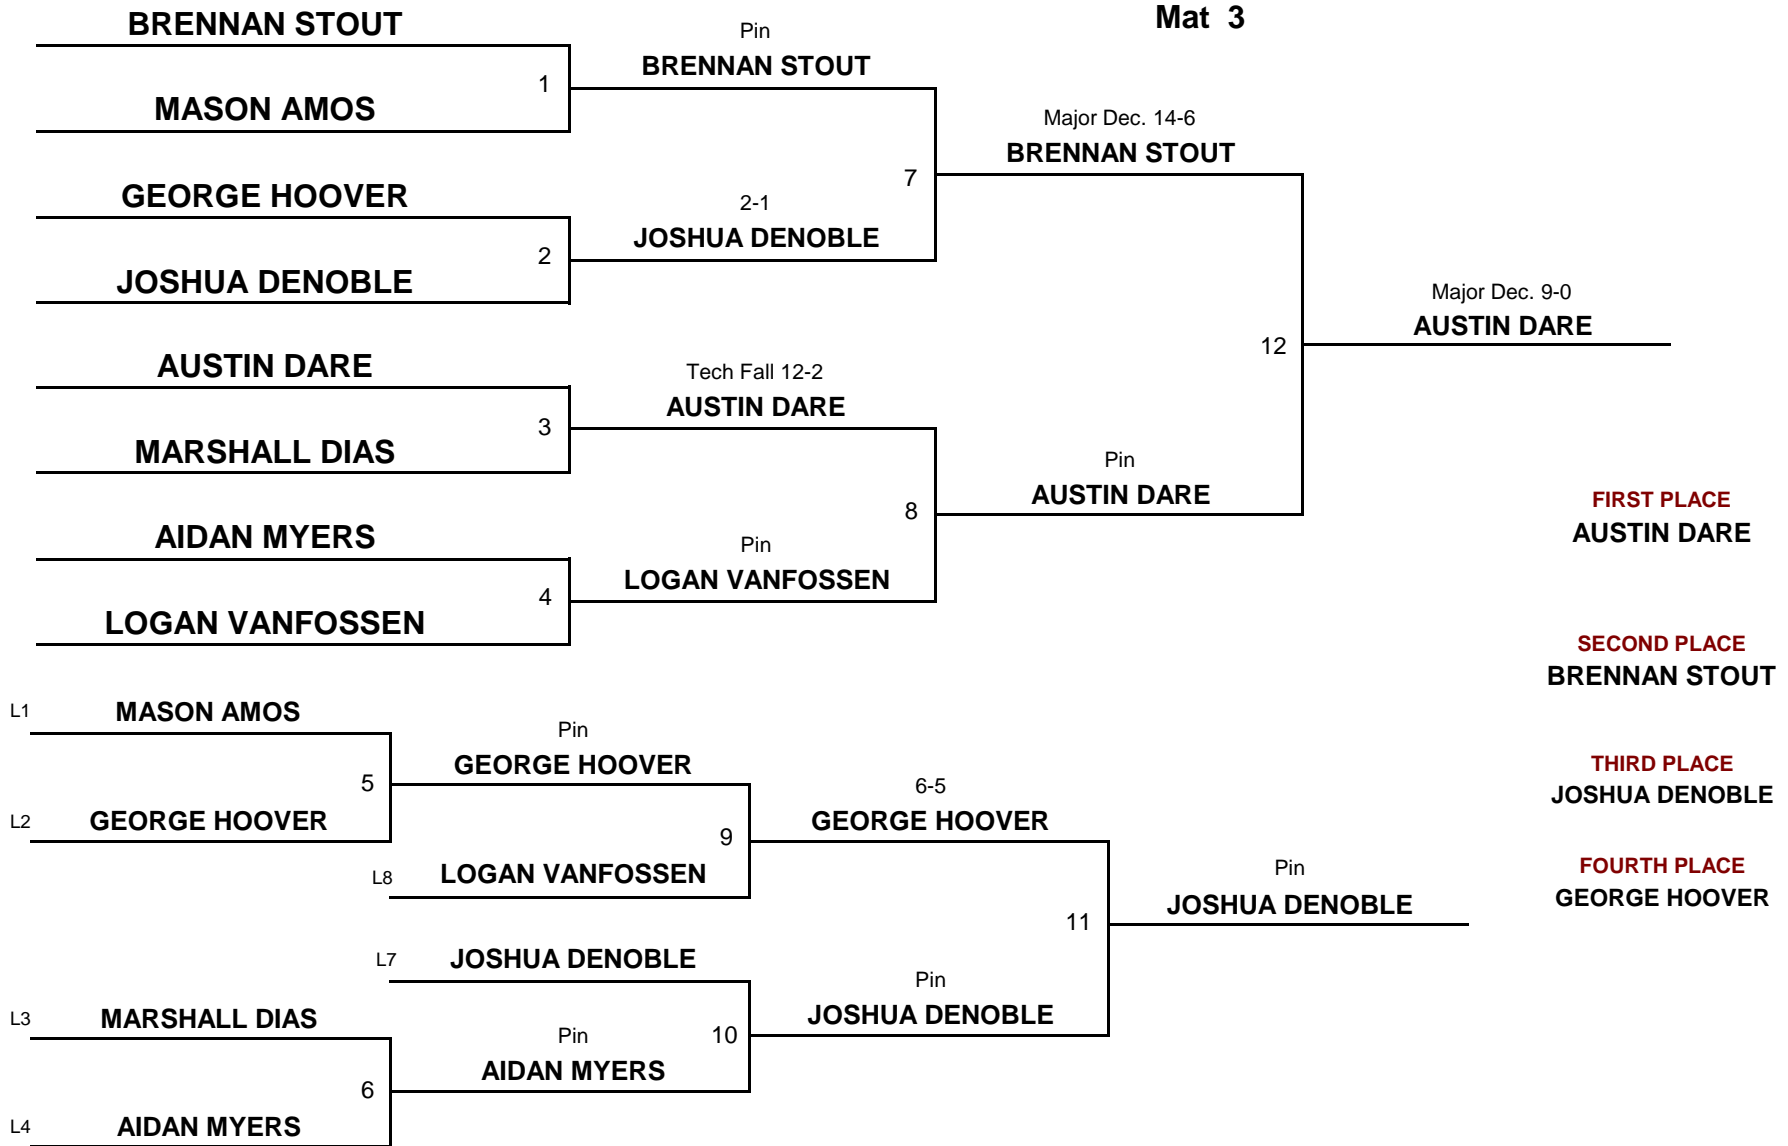 Mat 3
BRENNAN STOUT
Pin
BRENNAN STOUT
1
MASON AMOS
Major Dec. 14-6
BRENNAN STOUT
7
GEORGE HOOVER
2-1
JOSHUA DENOBLE
2
JOSHUA DENOBLE
Major Dec. 9-0
AUSTIN DARE
12
AUSTIN DARE
Tech Fall 12-2
AUSTIN DARE
3
MARSHALL DIAS
Pin
AUSTIN DARE
8
AIDAN MYERS
Pin
LOGAN VANFOSSEN
4
LOGAN VANFOSSEN
FIRST PLACE
AUSTIN DARE
SECOND PLACE
BRENNAN STOUT
THIRD PLACE
JOSHUA DENOBLE
FOURTH PLACE
GEORGE HOOVER
L1 MASON AMOS
Pin
GEORGE HOOVER
5
L2 GEORGE HOOVER
6-5
GEORGE HOOVER
9
L8 LOGAN VANFOSSEN
Pin
JOSHUA DENOBLE
11
L7 JOSHUA DENOBLE
Pin
JOSHUA DENOBLE
L3 MARSHALL DIAS
Pin
10
AIDAN MYERS
6
L4 AIDAN MYERS